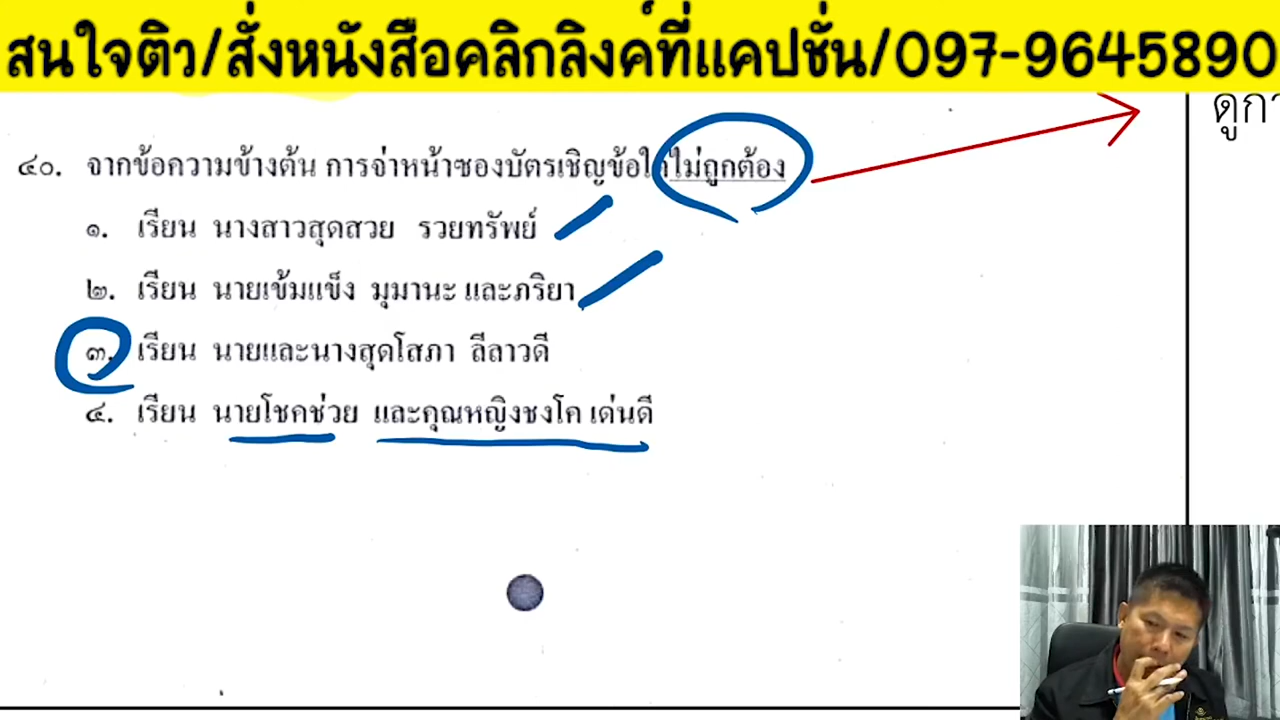 สนใจติว/สั่งหนังสือคลิกลิงค์ที่แคปชั่น/097-9645890
๔๐. จากข้อความข้างต้น การจ่าหน้าซองบัตรเชิญข้อใดไม่ถูกต้อง
๑. เรียน นางสาวสุดสวย รวยทรัพย์
๒. เรียน นายเข้มแข็ง มุมานะ และภริยา
๓. เรียน นายและนางสุดโสภา ลีลาวดี
๔. เรียน นายโชคช่วย และคุณหญิงชงโค เด่นดี